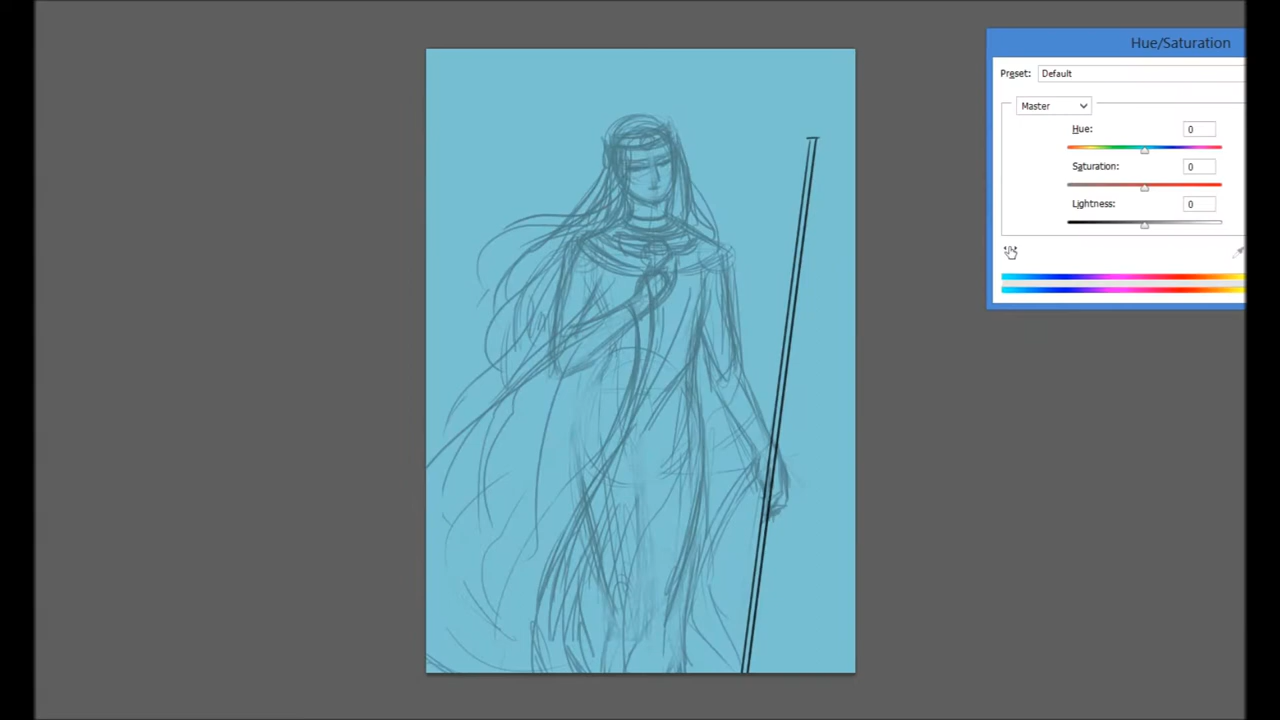 Hue/Saturation
Preset: Default
Master
Hue: 0
Saturation: 0
Lightness: 0